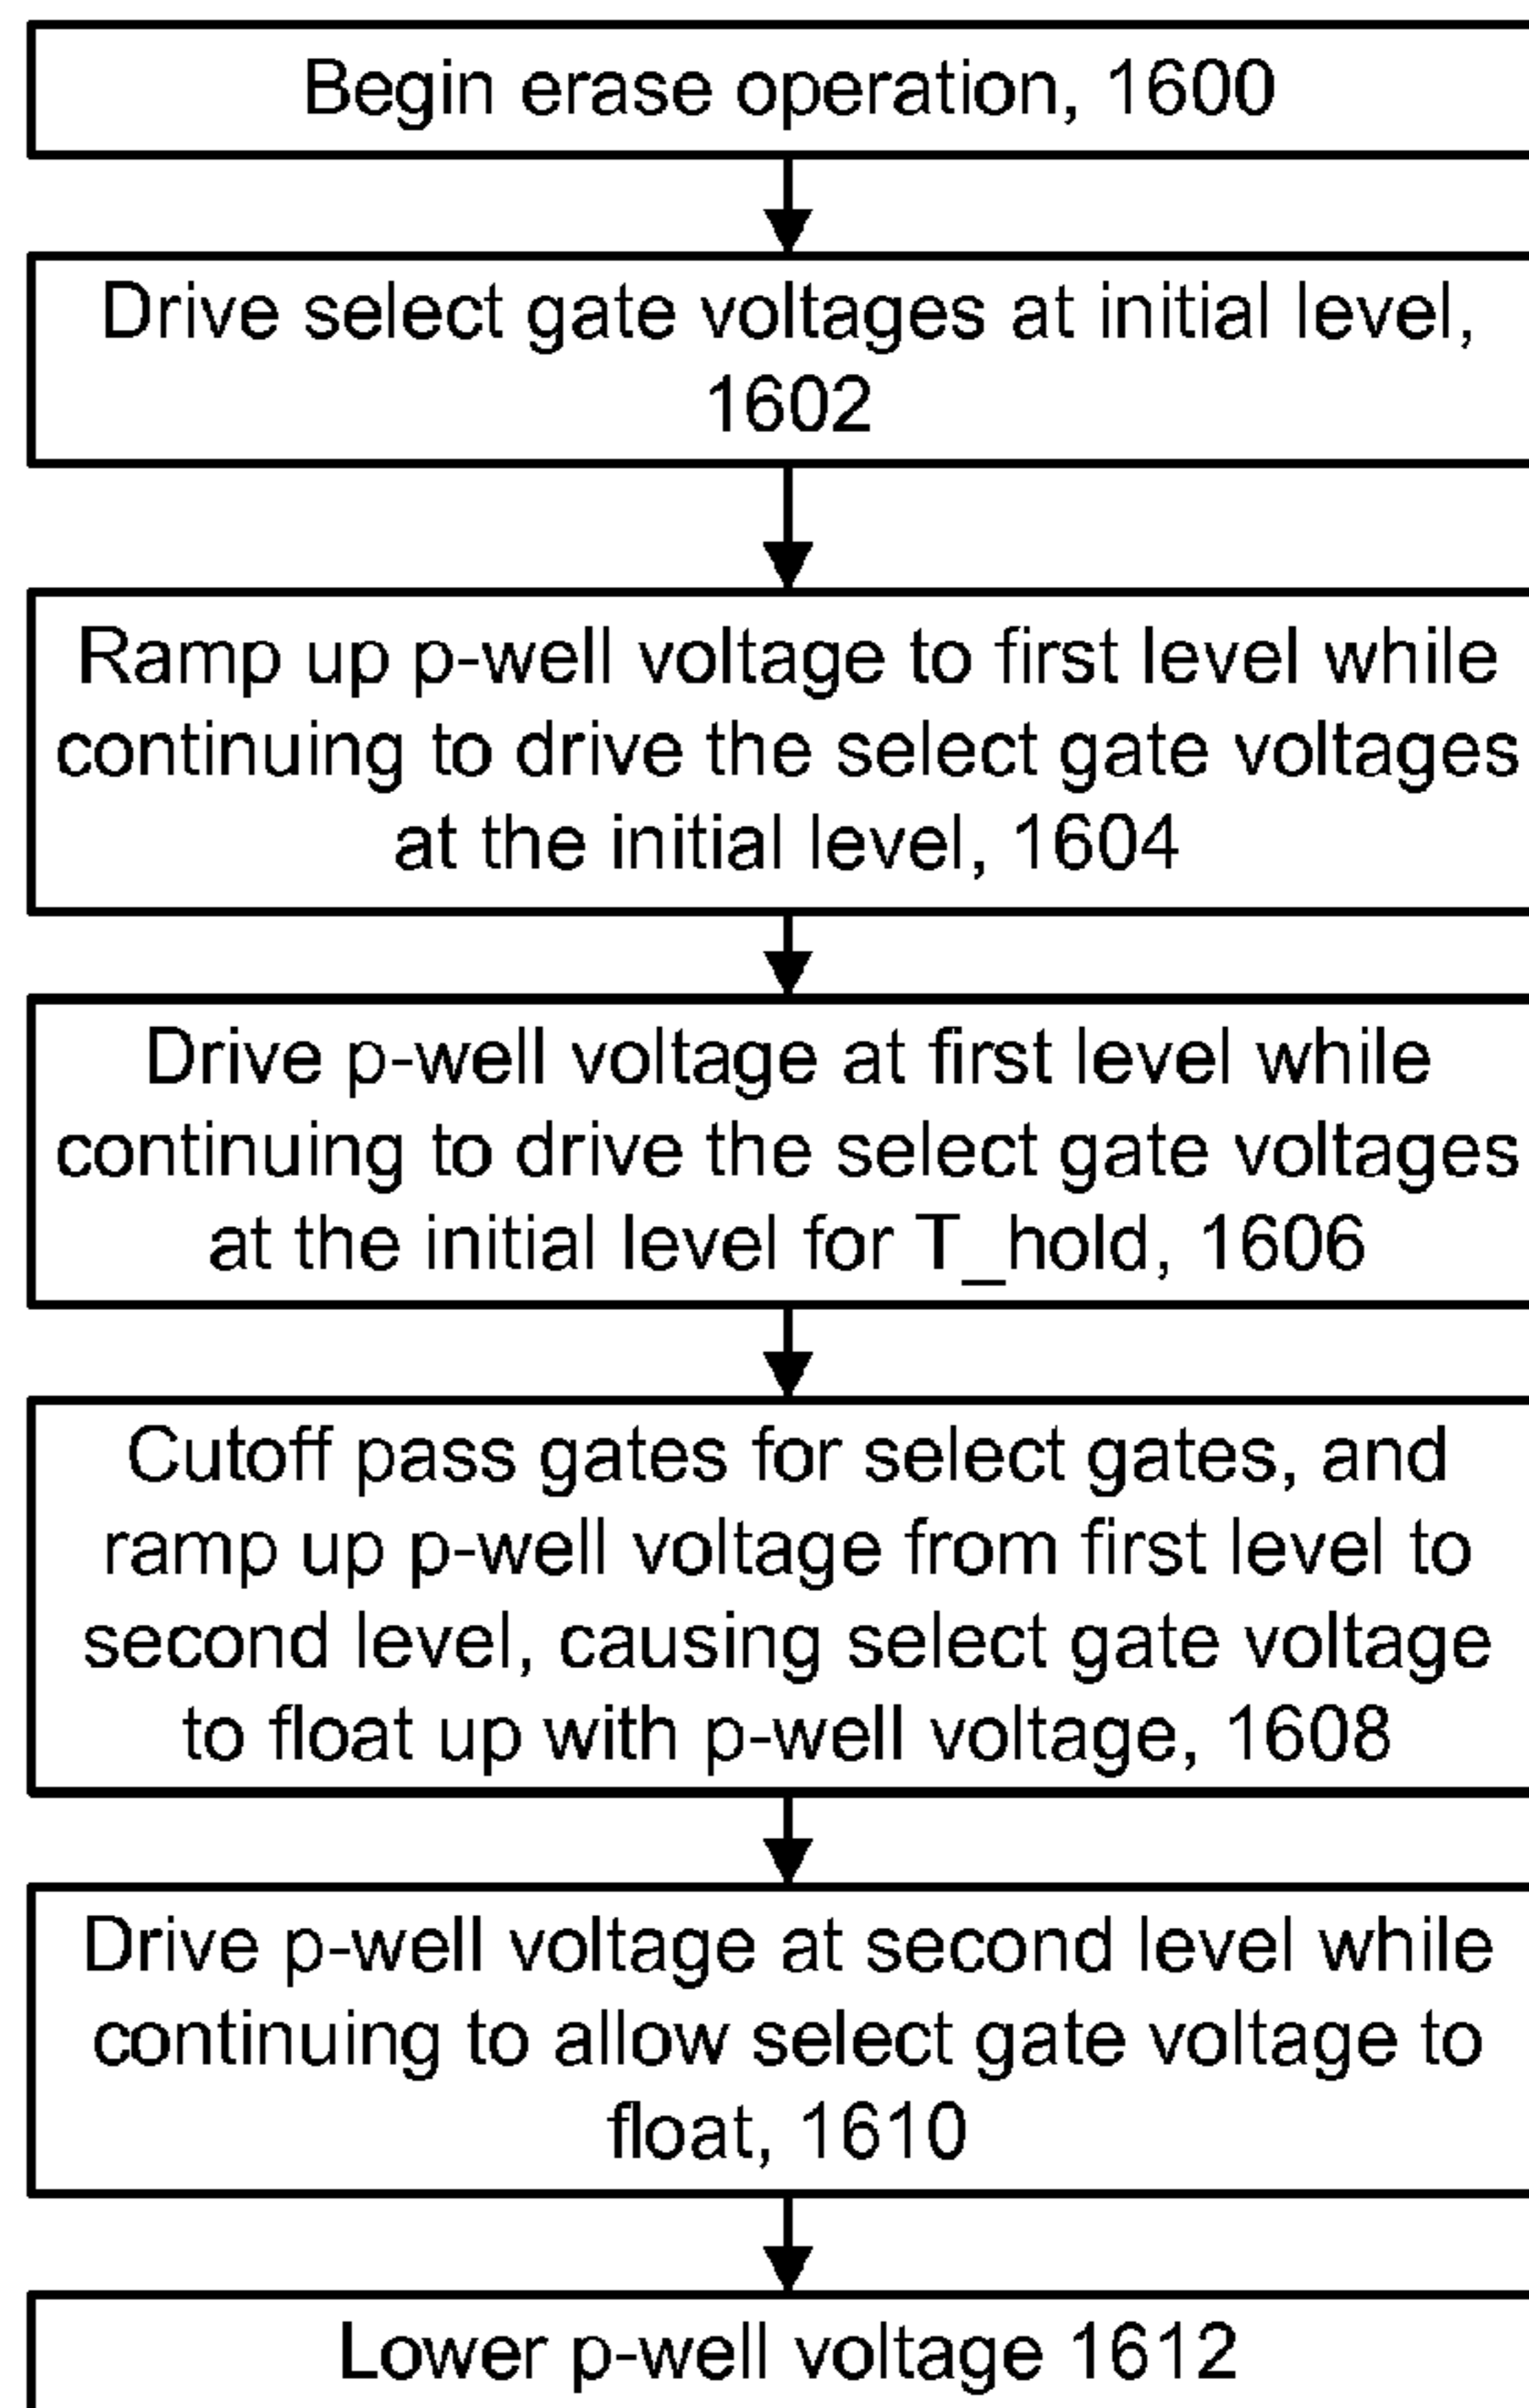 Begin erase operation, 1600
Drive select gate voltages at initial level,
1602
Ramp up p-well voltage to first level while
continuing to drive the select gate voltages
at the initial level, 1604
Drive p-well voltage at first level while
continuing to drive the select gate voltages
at the initial level for T_hold, 1606
Cutoff pass gates for select gates, and
ramp up p-well voltage from first level to
second level, causing select gate voltage
to float up with p-well voltage, 1608
Drive p-well voltage at second level while
continuing to allow select gate voltage to
float, 1610
Lower p-well voltage 1612